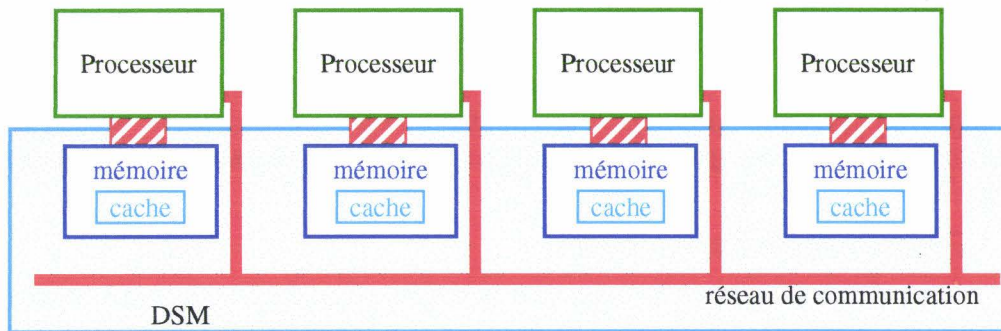 Processeur
Processeur
Processeur
Processeur
mémoire
mémoire
mémoire
mémoire
cache
cache
cache
cache
réseau de communication
DSM